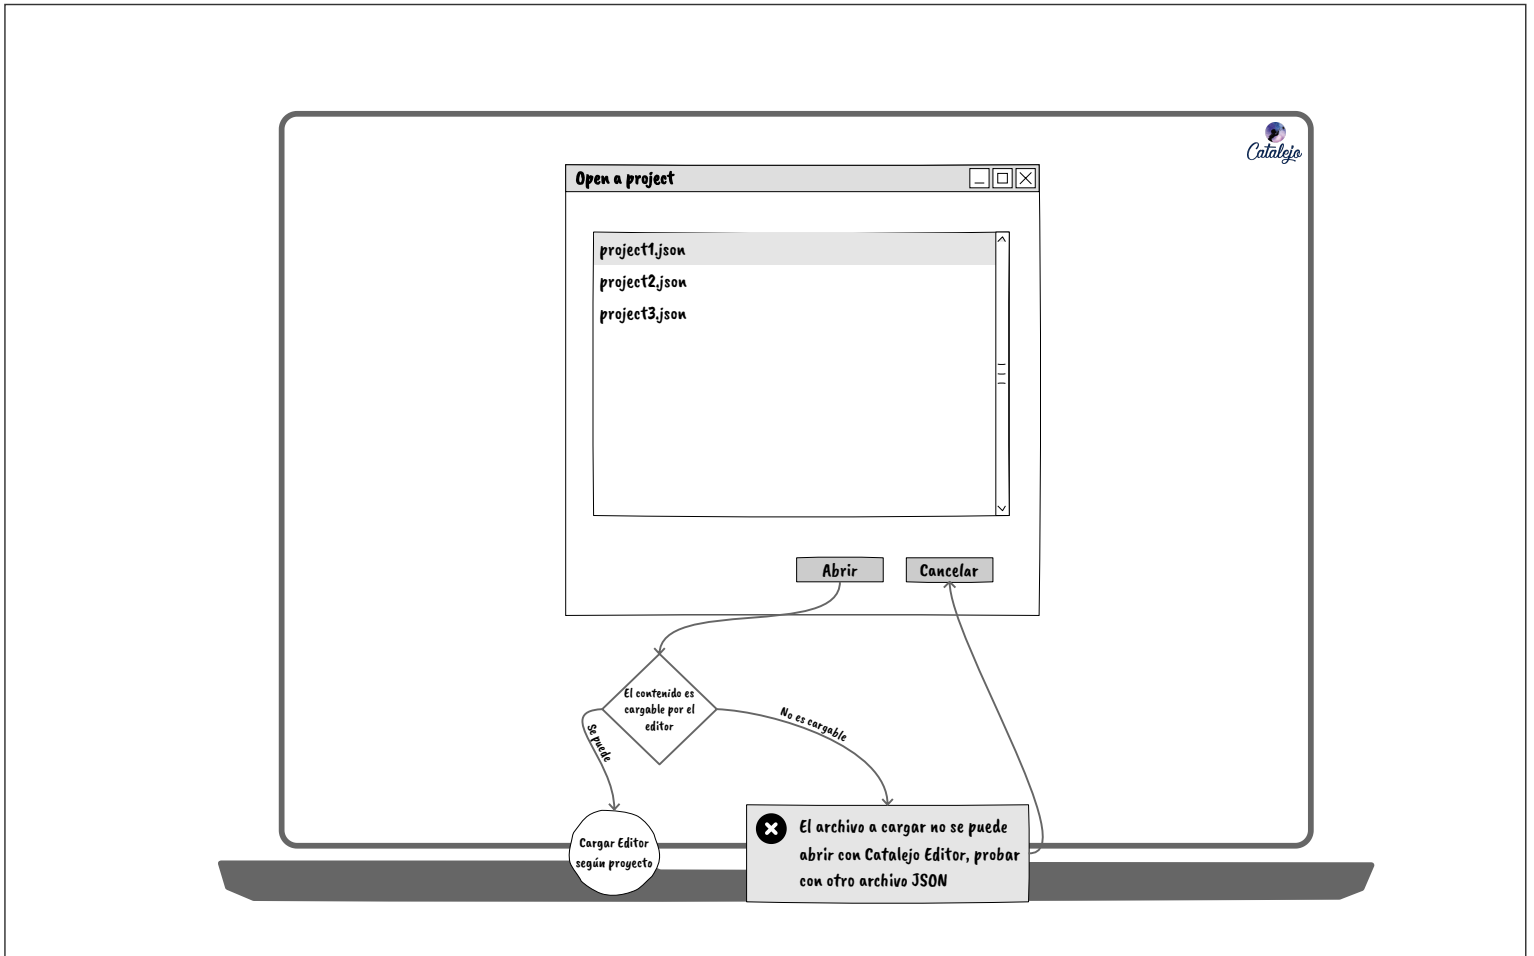 Catalejo
Open a project
project1.json
project2.json
project3.json
Abrir
Cancelar
El contenido es
cargable por el
editor
Se puede
No es cargable
Cargar Editor
según proyecto
El archivo a cargar no se puede
abrir con Catalejo Editor, probar
con otro archivo JSON